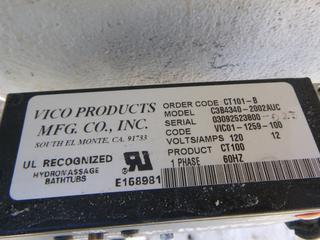 VICO PRODUCTS
MFG. CO., INC.
SOUTH EL MONTE, CA. 91733
UL RECOGNIZED
HYDROMASSAGE
BATHTUBS
E168981
ORDER CODE CT101-B
MODEL C3B4340-2002AUC
SERIAL 03092523800
CODE VIC01-1259-100
VOLTS/AMPS 120 12
PRODUCT CT100
1 PHASE 60HZ